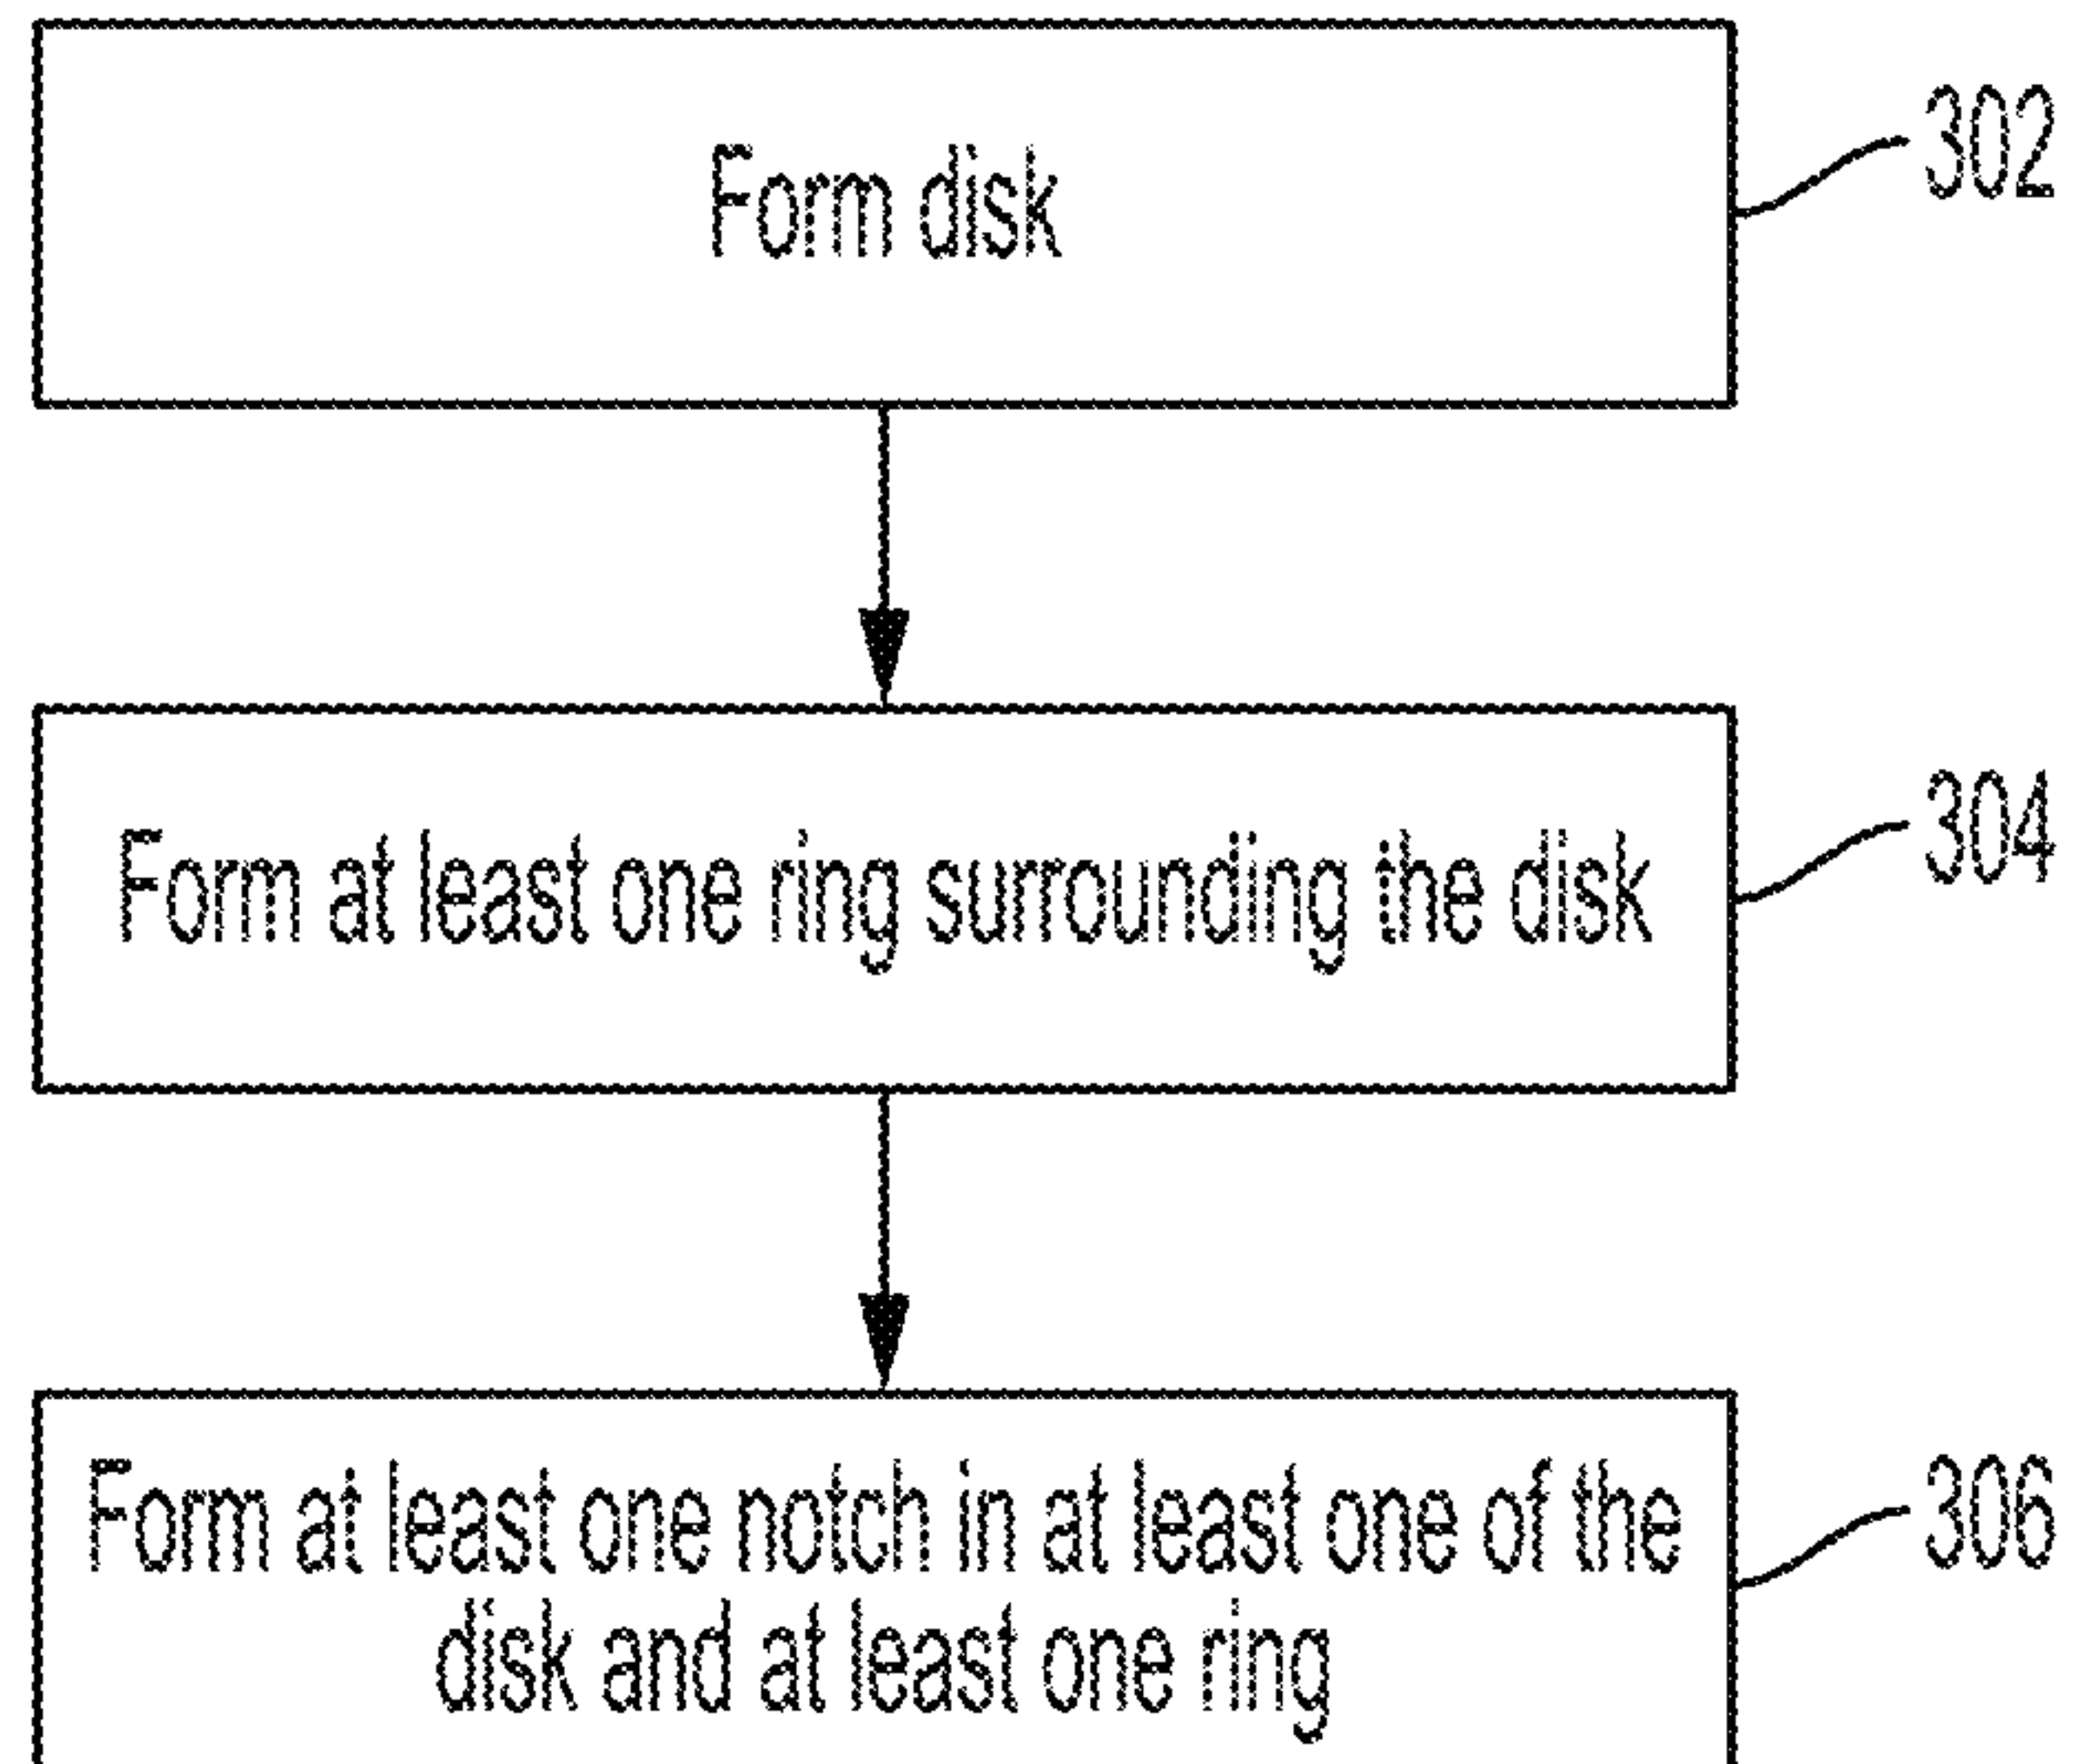 Form disk
302
Form at least one ring surrounding the disk
304
Form at least one notch in at least one of the
disk and at least one ring
306